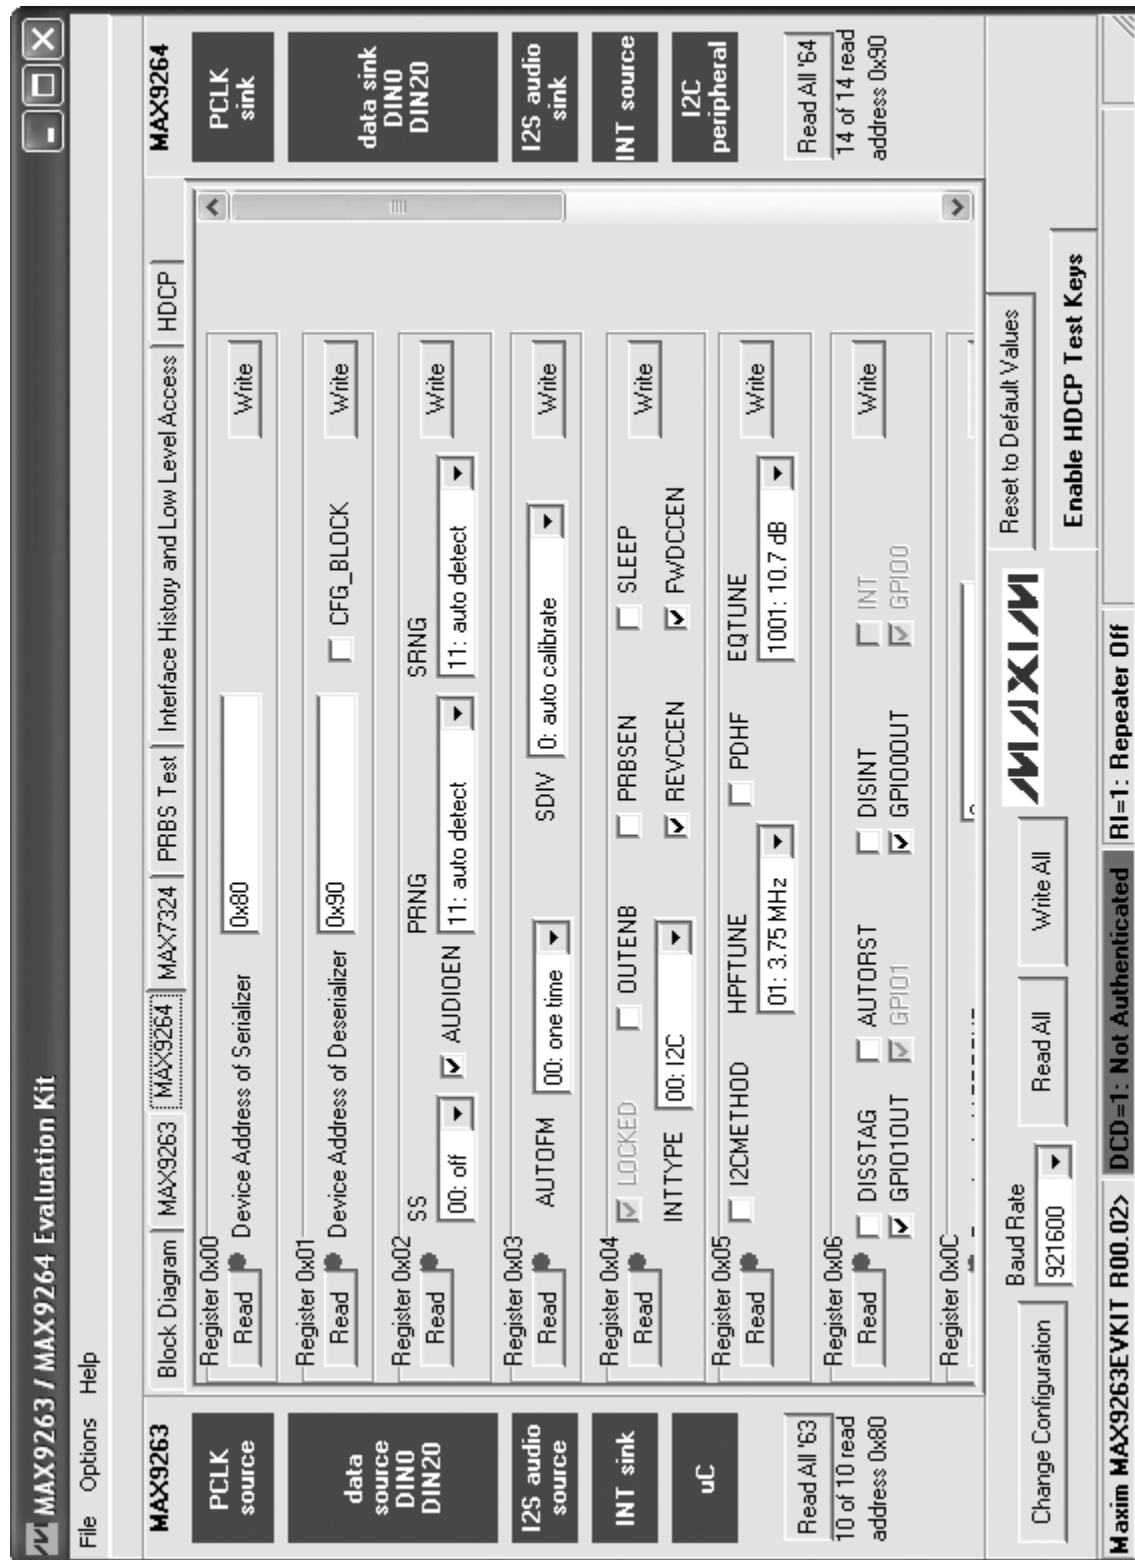 MAX9263 / MAX9264 Evaluation Kit
File Options Help
MAX9263
PCLK
source
data
source
DIN0
DIN20
I2S audio
source
INT sink
uC
Read All '63
10 of 10 read
address 0x80
Block Diagram MAX9263 MAX9264 MAX7324 PRBS Test Interface History and Low Level Access HDCP
Register 0x00
Read Device Address of Serializer 0x80 Write
Register 0x01
Read Device Address of Deserializer 0x90 CFG_BLOCK Write
Register 0x02
SS PRNG SRNG
Read 00: off AUDIOEN 11: auto detect 11: auto detect Write
Register 0x03
Read AUTOFM 00: one time SDIV 0: auto calibrate Write
Register 0x04
Read LOCKED OUTENB PRBSEN SLEEP Write
INTTYPE 00: I2C REVCCEN FWDCCEN
Register 0x05
Read I2CMETHOD HPFTUNE PDHF EQTUNE Write
01: 3.75 MHz 1001: 10.7 dB
Register 0x06
Read DISSTAG AUTORST DISINT INT Write
GPIO1OUT GPIO1 GPIO0OUT GPIO0
Register 0x0C
MAX9264
PCLK
sink
data sink
DIN0
DIN20
I2S audio
sink
INT source
I2C
peripheral
Read All '64
14 of 14 read
address 0x90
Change Configuration
Baud Rate
921600
Read All
Write All
MAXIM
Reset to Default Values
Enable HDCP Test Keys
Maxim MAX9263EVKIT R00.02> DCD=1: Not Authenticated RI=1: Repeater Off